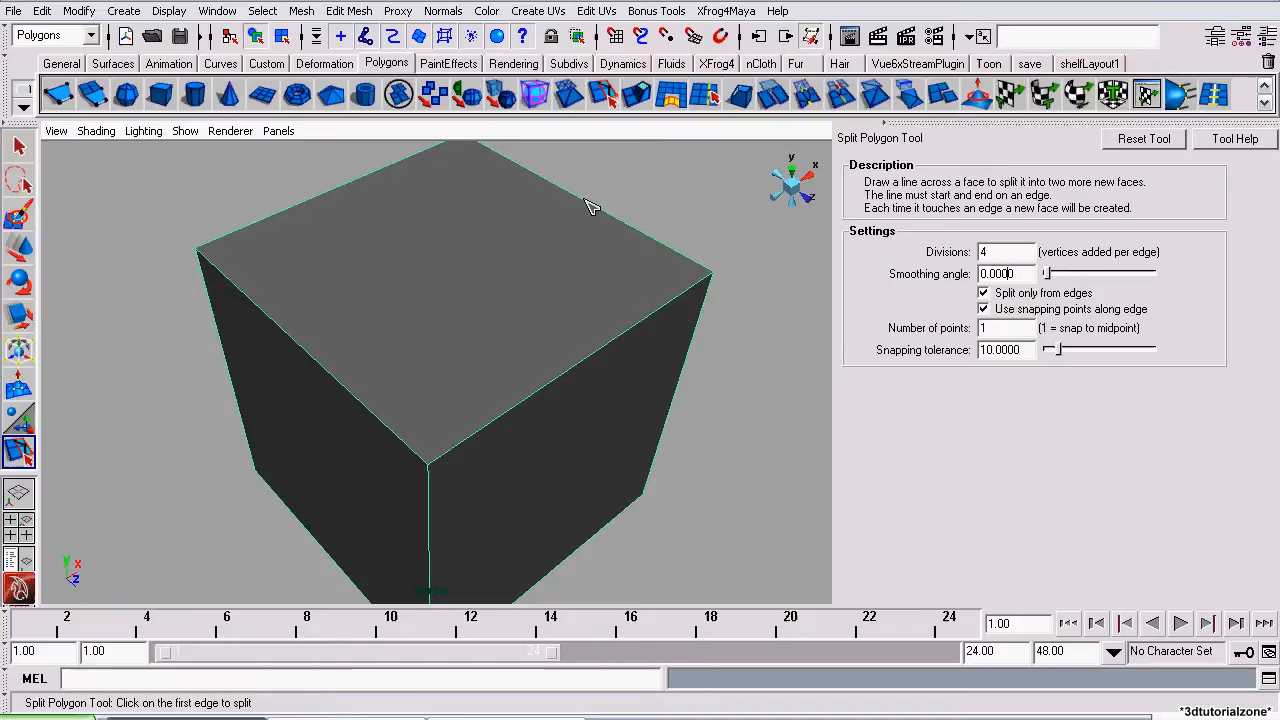 File Edit Modify Create Display Window Select Mesh Edit Mesh Proxy Normals Color Create UVs Edit UVs Bonus Tools Xfrog4Maya Help
Polygons
General Surfaces Animation Curves Custom Deformation Polygons PaintEffects Rendering Subdivs Dynamics Fluids XFrog4 nCloth Fur Hair Vue6xStreamPlugin Toon save shelfLayout1
View Shading Lighting Show Renderer Panels
Split Polygon Tool
Reset Tool
Tool Help
Description
Draw a line across a face to split it into two more new faces.
The line must start and end on an edge.
Each time it touches an edge a new face will be created.
Settings
Divisions: 4 (vertices added per edge)
Smoothing angle: 0.0000
Split only from edges
Use snapping points along edge
Number of points: 1 (1 = snap to midpoint)
Snapping tolerance: 10.0000
y
x
z
y x
z
2 4 6 8 10 12 14 16 18 20 22 24
1.00
1.00 1.00 1 24 24.00 48.00 No Character Set
MEL
Split Polygon Tool: Click on the first edge to split
*3dtutorialzone*